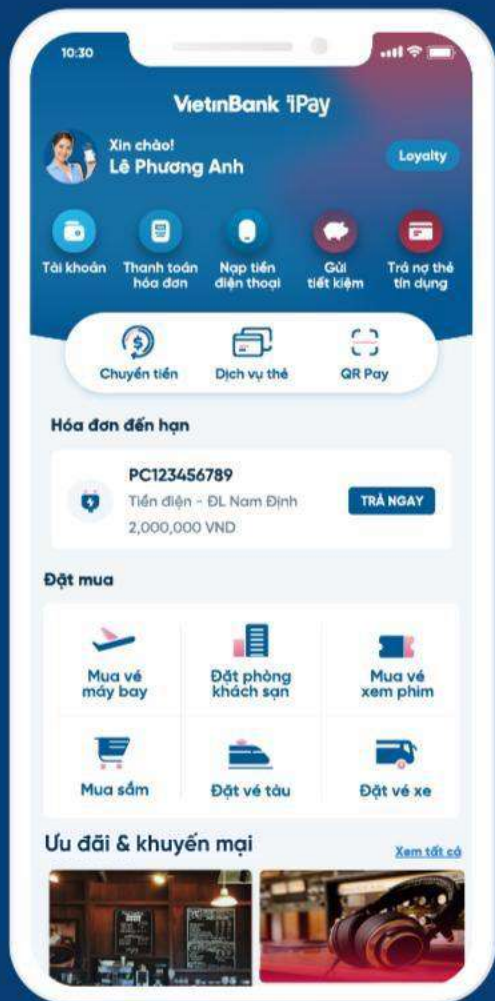 10:30
VietinBank iPay
Xin chào!
Lê Phương Anh
Loyalty
Tài khoản
Thanh toán
hóa đơn
Nạp tiền
điện thoại
Gửi
tiết kiệm
Trả nợ thẻ
tín dụng
Chuyển tiền
Dịch vụ thẻ
QR Pay
Hóa đơn đến hạn
PC123456789
Tiền điện - ĐL Nam Định
2,000,000 VND
TRẢ NGAY
Đặt mua
Mua vé
máy bay
Đặt phòng
khách sạn
Mua vé
xem phim
Mua sắm
Đặt vé tàu
Đặt vé xe
Ưu đãi & khuyến mại
Xem tất cả